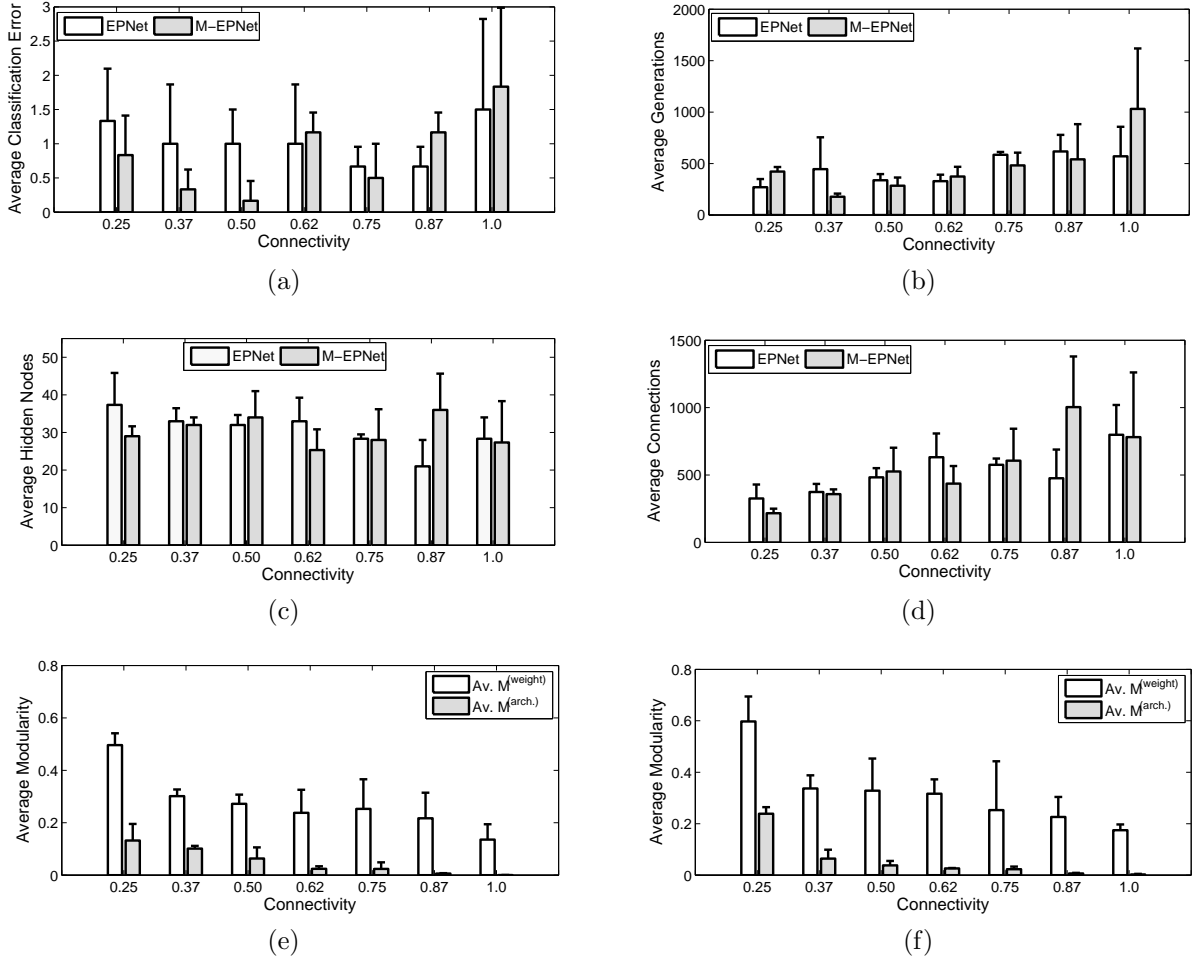 Average Classification Error
3
2.5
2
1.5
1
0.5
0
EPNet
M−EPNet
0.25 0.37 0.50 0.62 0.75 0.87 1.0
Connectivity
(a)
Average Generations
2000
1500
1000
500
0
EPNet
M−EPNet
0.25 0.37 0.50 0.62 0.75 0.87 1.0
Connectivity
(b)
Average Hidden Nodes
50
40
30
20
10
0
EPNet
M−EPNet
0.25 0.37 0.50 0.62 0.75 0.87 1.0
Connectivity
(c)
Average Connections
1500
1000
500
0
EPNet
M−EPNet
0.25 0.37 0.50 0.62 0.75 0.87 1.0
Connectivity
(d)
Average Modularity
0.8
0.6
0.4
0.2
0
Av. M(weight)
Av. M(arch.)
0.25 0.37 0.50 0.62 0.75 0.87 1.0
Connectivity
(e)
Average Modularity
0.8
0.6
0.4
0.2
0
Av. M(weight)
Av. M(arch.)
0.25 0.37 0.50 0.62 0.75 0.87 1.0
Connectivity
(f)